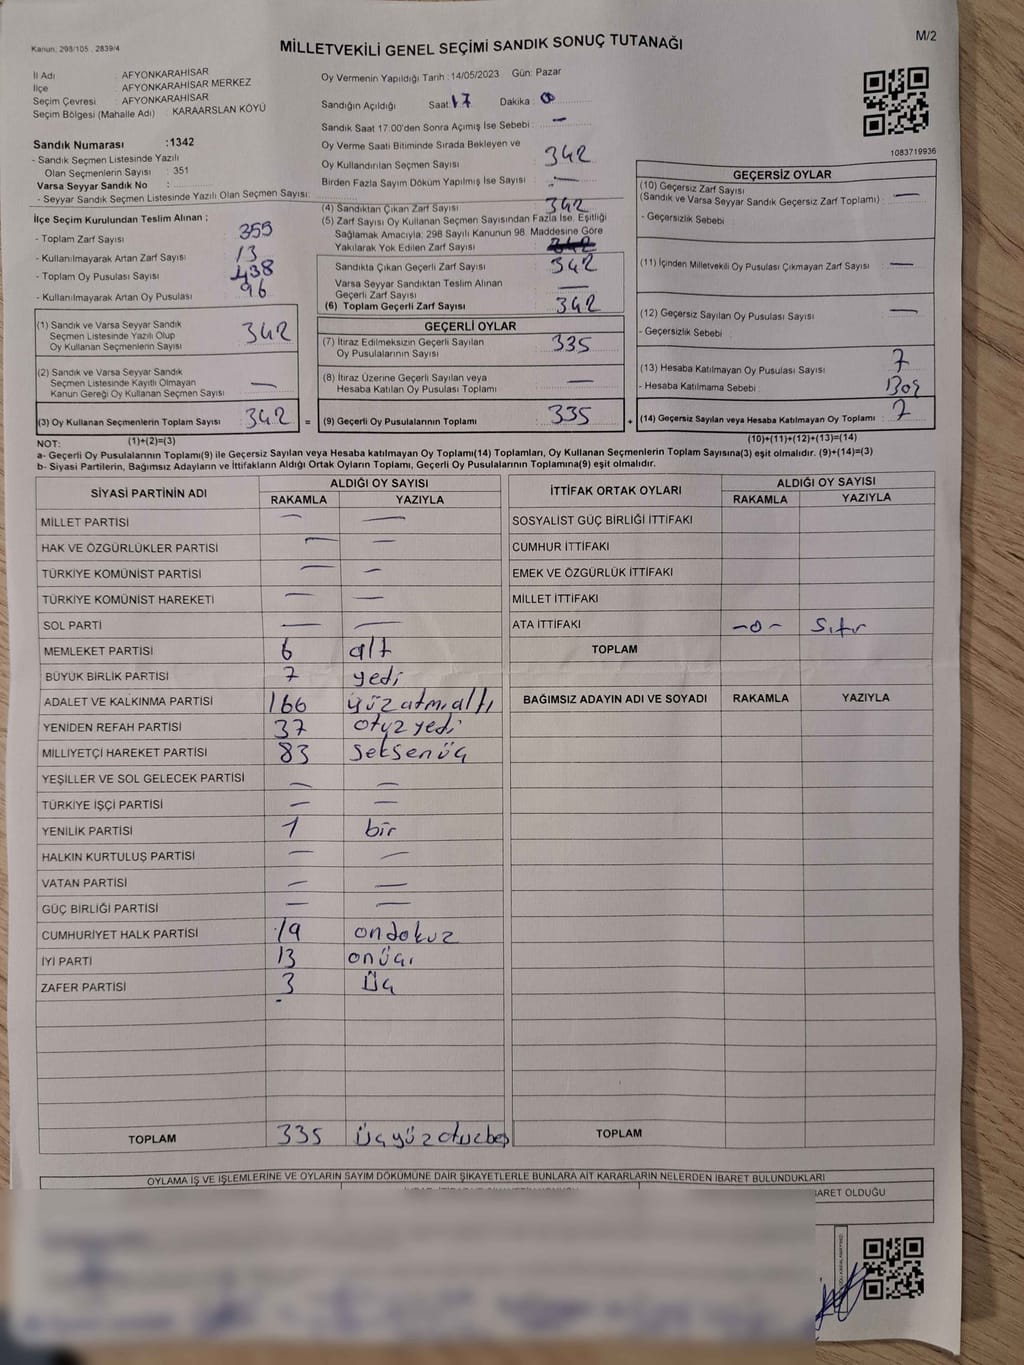 Kanun: 298/105 , 2839/4
MİLLETVEKİLİ GENEL SEÇİMİ SANDIK SONUÇ TUTANAĞI
M/2
İl Adı : AFYONKARAHİSAR
İlçe : AFYONKARAHİSAR MERKEZ
Seçim Çevresi : AFYONKARAHİSAR
Seçim Bölgesi (Mahalle Adı) : KARAARSLAN KÖYÜ
Sandık Numarası :1342
- Sandık Seçmen Listesinde Yazılı
Olan Seçmenlerin Sayısı : 351
Varsa Seyyar Sandık No :
- Seyyar Sandık Seçmen Listesinde Yazılı Olan Seçmen Sayısı:
Oy Vermenin Yapıldığı Tarih :14/05/2023 Gün: Pazar
Sandığın Açıldığı Saat: 17 Dakika : 00
Sandık Saat 17:00'den Sonra Açımış İse Sebebi : —
Oy Verme Saati Bitiminde Sırada Bekleyen ve
Oy Kullandırılan Seçmen Sayısı 342
Birden Fazla Sayım Döküm Yapılmış İse Sayısı : —
1083719936
İlçe Seçim Kurulundan Teslim Alınan ;
- Toplam Zarf Sayısı 355
- Kullanılmayarak Artan Zarf Sayısı 13
- Toplam Oy Pusulası Sayısı 438
- Kullanılmayarak Artan Oy Pusulası 96
(1) Sandık ve Varsa Seyyar Sandık
Seçmen Listesinde Yazılı Olup
Oy Kullanan Seçmenlerin Sayısı 342
(2) Sandık ve Varsa Seyyar Sandık
Seçmen Listesinde Kayıtlı Olmayan
Kanun Gereği Oy Kullanan Seçmen Sayısı —
(3) Oy Kullanan Seçmenlerin Toplam Sayısı 342 =
(4) Sandıktan Çıkan Zarf Sayısı 342
(5) Zarf Sayısı Oy Kullanan Seçmen Sayısından Fazla İse, Eşitliği
Sağlamak Amacıyla; 298 Sayılı Kanunun 98. Maddesine Göre
Yakılarak Yok Edilen Zarf Sayısı
Sandıkta Çıkan Geçerli Zarf Sayısı 342
Varsa Seyyar Sandıktan Teslim Alınan
Geçerli Zarf Sayısı —
(6) Toplam Geçerli Zarf Sayısı 342
GEÇERLİ OYLAR
(7) İtiraz Edilmeksizin Geçerli Sayılan
Oy Pusulalarının Sayısı 335
(8) İtiraz Üzerine Geçerli Sayılan veya
Hesaba Katılan Oy Pusulası Toplamı —
(9) Geçerli Oy Pusulalarının Toplamı 335 +
GEÇERSİZ OYLAR
(10) Geçersiz Zarf Sayısı
(Sandık ve Varsa Seyyar Sandık Geçersiz Zarf Toplamı) : —
- Geçersizlik Sebebi :
(11) İçinden Milletvekili Oy Pusulası Çıkmayan Zarf Sayısı : —
(12) Geçersiz Sayılan Oy Pusulası Sayısı : —
- Geçersizlik Sebebi :
(13) Hesaba Katılmayan Oy Pusulası Sayısı : 7
- Hesaba Katılmama Sebebi : Boş
(14) Geçersiz Sayılan veya Hesaba Katılmayan Oy Toplamı : 7
NOT: (1)+(2)=(3) (10)+(11)+(12)+(13)=(14)
a- Geçerli Oy Pusulalarının Toplamı(9) ile Geçersiz Sayılan veya Hesaba katılmayan Oy Toplamı(14) Toplamları, Oy Kullanan Seçmenlerin Toplam Sayısına(3) eşit olmalıdır. (9)+(14)=(3)
b- Siyasi Partilerin, Bağımsız Adayların ve İttifakların Aldığı Ortak Oyların Toplamı, Geçerli Oy Pusulalarının Toplamına(9) eşit olmalıdır.
SİYASİ PARTİNİN ADI ALDIĞI OY SAYISI
RAKAMLA YAZIYLA
MİLLET PARTİSİ — —
HAK VE ÖZGÜRLÜKLER PARTİSİ — —
TÜRKİYE KOMÜNİST PARTİSİ — —
TÜRKİYE KOMÜNİST HAREKETİ — —
SOL PARTİ — —
MEMLEKET PARTİSİ 6 altı
BÜYÜK BİRLİK PARTİSİ 7 yedi
ADALET VE KALKINMA PARTİSİ 166 yüzatmışaltı
YENİDEN REFAH PARTİSİ 37 otuz yedi
MİLLİYETÇİ HAREKET PARTİSİ 83 seksenüç
YEŞİLLER VE SOL GELECEK PARTİSİ — —
TÜRKİYE İŞÇİ PARTİSİ — —
YENİLİK PARTİSİ 1 bir
HALKIN KURTULUŞ PARTİSİ — —
VATAN PARTİSİ — —
GÜÇ BİRLİĞİ PARTİSİ — —
CUMHURİYET HALK PARTİSİ 19 ondokuz
İYİ PARTİ 13 onüç
ZAFER PARTİSİ 3 üç
TOPLAM 335 üçyüzotuzbeş
İTTİFAK ORTAK OYLARI ALDIĞI OY SAYISI
RAKAMLA YAZIYLA
SOSYALİST GÜÇ BİRLİĞİ İTTİFAKI
CUMHUR İTTİFAKI
EMEK VE ÖZGÜRLÜK İTTİFAKI
MİLLET İTTİFAKI
ATA İTTİFAKI -0- Sıfır
TOPLAM
BAĞIMSIZ ADAYIN ADI VE SOYADI RAKAMLA YAZIYLA
TOPLAM
OYLAMA İŞ VE İŞLEMLERİNE VE OYLARIN SAYIM DÖKÜMÜNE DAİR ŞİKAYETLERLE BUNLARA AİT KARARLARIN NELERDEN İBARET BULUNDUKLARI
BARET OLDUĞU